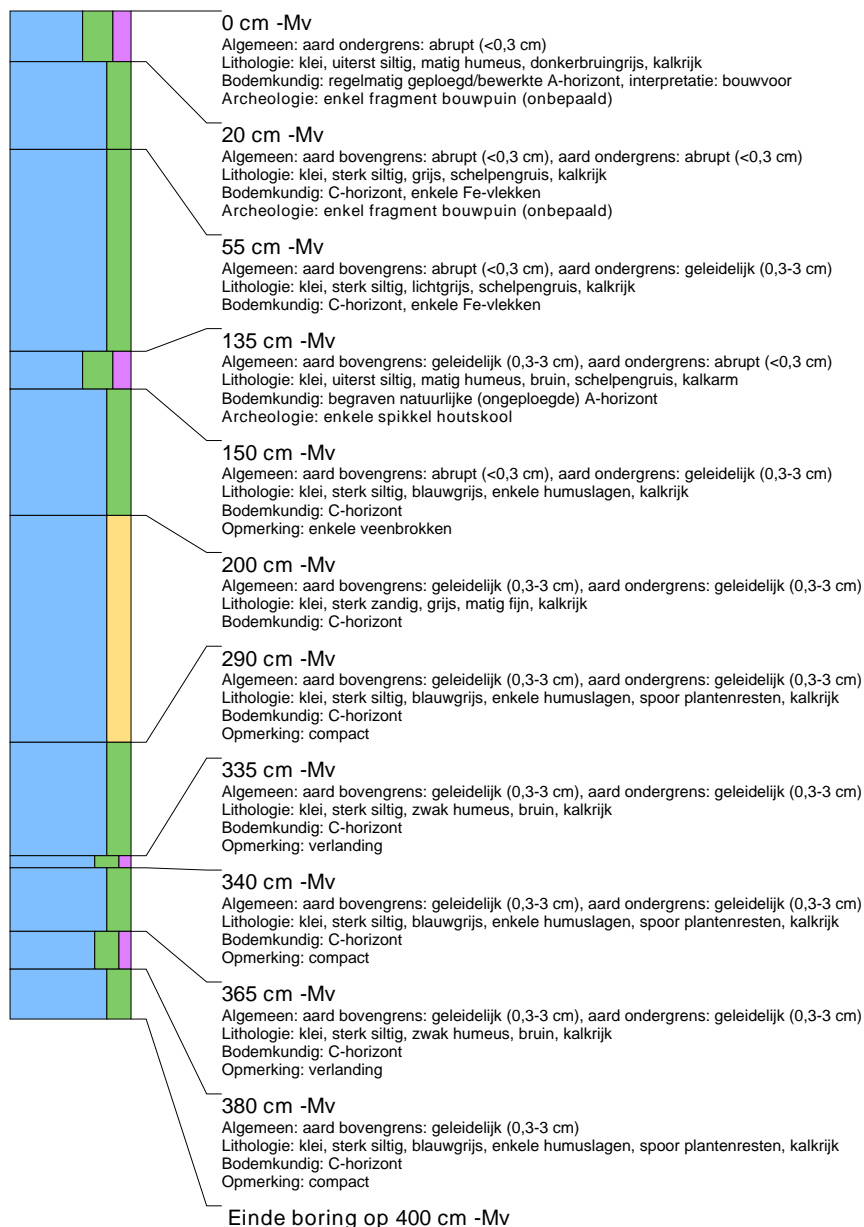 0 cm -Mv
Algemeen: aard ondergrens: abrupt (<0,3 cm)
Lithologie: klei, uiterst siltig, matig humeus, donkerbruingrijs, kalkrijk
Bodemkundig: regelmatig geploegd/bewerkte A-horizont, interpretatie: bouwvoor
Archeologie: enkel fragment bouwpuin (onbepaald)
20 cm -Mv
Algemeen: aard bovengrens: abrupt (<0,3 cm), aard ondergrens: abrupt (<0,3 cm)
Lithologie: klei, sterk siltig, grijs, schelpengruis, kalkrijk
Bodemkundig: C-horizont, enkele Fe-vlekken
Archeologie: enkel fragment bouwpuin (onbepaald)
55 cm -Mv
Algemeen: aard bovengrens: abrupt (<0,3 cm), aard ondergrens: geleidelijk (0,3-3 cm)
Lithologie: klei, sterk siltig, lichtgrijs, schelpengruis, kalkrijk
Bodemkundig: C-horizont, enkele Fe-vlekken
135 cm -Mv
Algemeen: aard bovengrens: geleidelijk (0,3-3 cm), aard ondergrens: abrupt (<0,3 cm)
Lithologie: klei, uiterst siltig, matig humeus, bruin, schelpengruis, kalkarm
Bodemkundig: begraven natuurlijke (ongeploegde) A-horizont
Archeologie: enkele spikkel houtskool
150 cm -Mv
Algemeen: aard bovengrens: abrupt (<0,3 cm), aard ondergrens: geleidelijk (0,3-3 cm)
Lithologie: klei, sterk siltig, blauwgrijs, enkele humuslagen, kalkrijk
Bodemkundig: C-horizont
Opmerking: enkele veenbrokken
200 cm -Mv
Algemeen: aard bovengrens: geleidelijk (0,3-3 cm), aard ondergrens: geleidelijk (0,3-3 cm)
Lithologie: klei, sterk zandig, grijs, matig fijn, kalkrijk
Bodemkundig: C-horizont
290 cm -Mv
Algemeen: aard bovengrens: geleidelijk (0,3-3 cm), aard ondergrens: geleidelijk (0,3-3 cm)
Lithologie: klei, sterk siltig, blauwgrijs, enkele humuslagen, spoor plantenresten, kalkrijk
Bodemkundig: C-horizont
Opmerking: compact
335 cm -Mv
Algemeen: aard bovengrens: geleidelijk (0,3-3 cm), aard ondergrens: geleidelijk (0,3-3 cm)
Lithologie: klei, sterk siltig, zwak humeus, bruin, kalkrijk
Bodemkundig: C-horizont
Opmerking: verlanding
340 cm -Mv
Algemeen: aard bovengrens: geleidelijk (0,3-3 cm), aard ondergrens: geleidelijk (0,3-3 cm)
Lithologie: klei, sterk siltig, blauwgrijs, enkele humuslagen, spoor plantenresten, kalkrijk
Bodemkundig: C-horizont
Opmerking: compact
365 cm -Mv
Algemeen: aard bovengrens: geleidelijk (0,3-3 cm), aard ondergrens: geleidelijk (0,3-3 cm)
Lithologie: klei, sterk siltig, zwak humeus, bruin, kalkrijk
Bodemkundig: C-horizont
Opmerking: verlanding
380 cm -Mv
Algemeen: aard bovengrens: geleidelijk (0,3-3 cm)
Lithologie: klei, sterk siltig, blauwgrijs, enkele humuslagen, spoor plantenresten, kalkrijk
Bodemkundig: C-horizont
Opmerking: compact
Einde boring op 400 cm -Mv